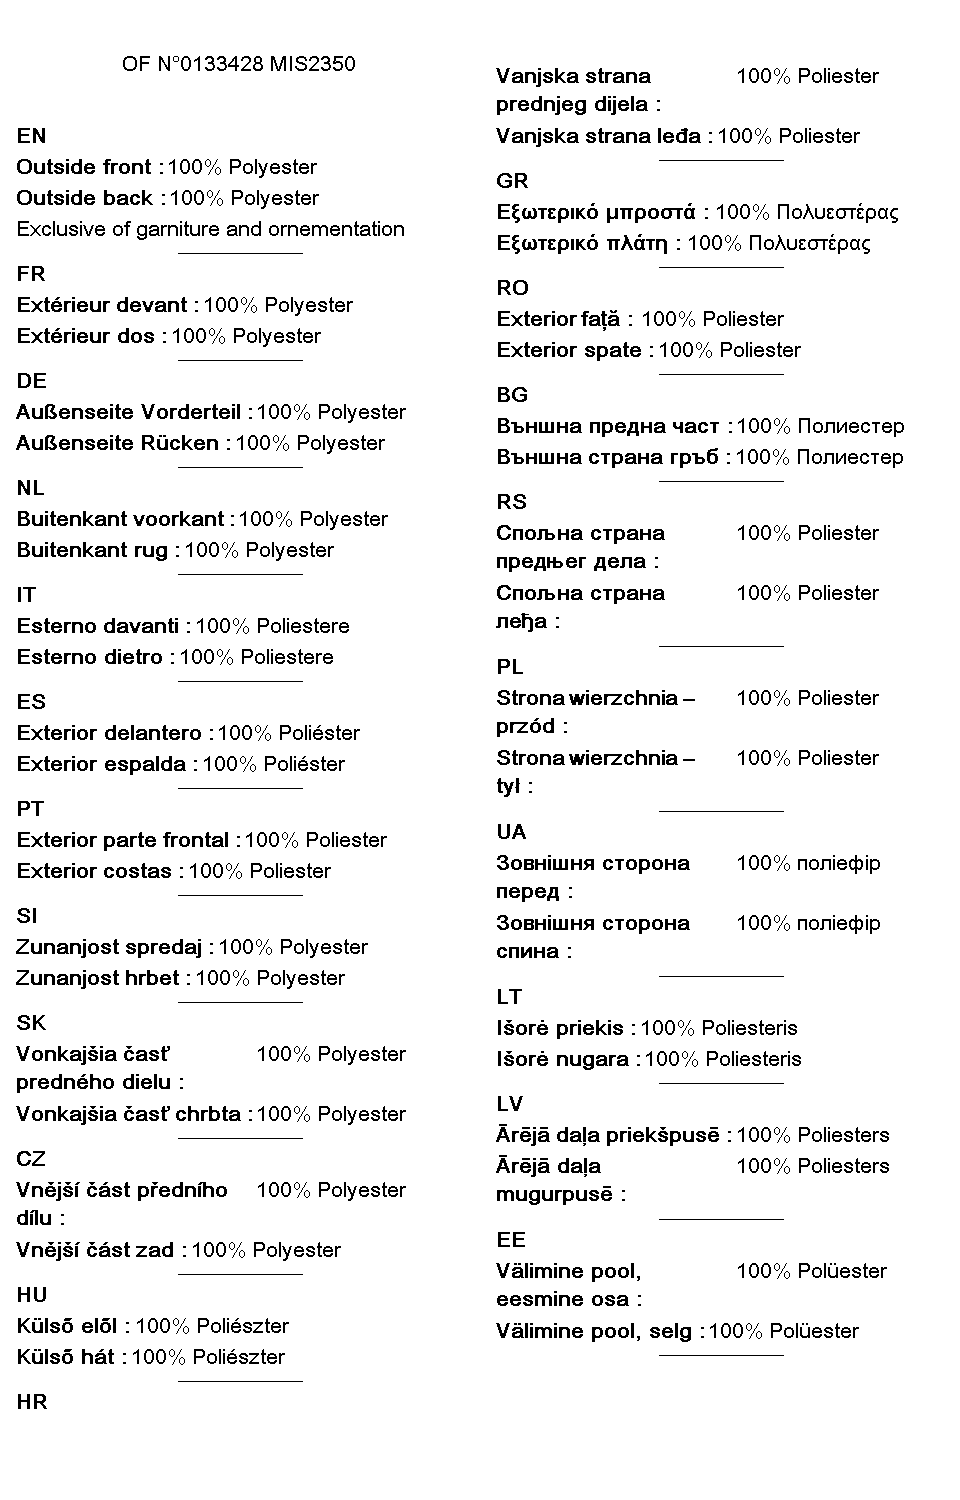 OF N°0133428 MIS2350
EN
Outside front : 100% Polyester
Outside back : 100% Polyester
Exclusive of garniture and ornementation
FR
Extérieur devant : 100% Polyester
Extérieur dos : 100% Polyester
DE
Außenseite Vorderteil : 100% Polyester
Außenseite Rücken : 100% Polyester
NL
Buitenkant voorkant : 100% Polyester
Buitenkant rug : 100% Polyester
IT
Esterno davanti : 100% Poliestere
Esterno dietro : 100% Poliestere
ES
Exterior delantero : 100% Poliéster
Exterior espalda : 100% Poliéster
PT
Exterior parte frontal : 100% Poliester
Exterior costas : 100% Poliester
SI
Zunanjost spredaj : 100% Polyester
Zunanjost hrbet : 100% Polyester
SK
Vonkajšia časť 100% Polyester
predného dielu :
Vonkajšia časť chrbta : 100% Polyester
CZ
Vnější část předního 100% Polyester
dílu :
Vnější část zad : 100% Polyester
HU
Külső elől : 100% Poliészter
Külső hát : 100% Poliészter
HR
Vanjska strana 100% Poliester
prednjeg dijela :
Vanjska strana leđa : 100% Poliester
GR
Εξωτερικό μπροστά : 100% Πολυεστέρας
Εξωτερικό πλάτη : 100% Πολυεστέρας
RO
Exterior față : 100% Poliester
Exterior spate : 100% Poliester
BG
Външна предна част : 100% Полиестер
Външна страна гръб : 100% Полиестер
RS
Спољна страна 100% Poliester
предњег дела :
Спољна страна 100% Poliester
леђа :
PL
Strona wierzchnia – 100% Poliester
przód :
Strona wierzchnia – 100% Poliester
tył :
UA
Зовнішня сторона 100% поліефір
перед :
Зовнішня сторона 100% поліефір
спина :
LT
Išorė priekis : 100% Poliesteris
Išorė nugara : 100% Poliesteris
LV
Ārējā daļa priekšpusē : 100% Poliesters
Ārējā daļa 100% Poliesters
mugurpusē :
EE
Välimine pool, 100% Polüester
eesmine osa :
Välimine pool, selg : 100% Polüester